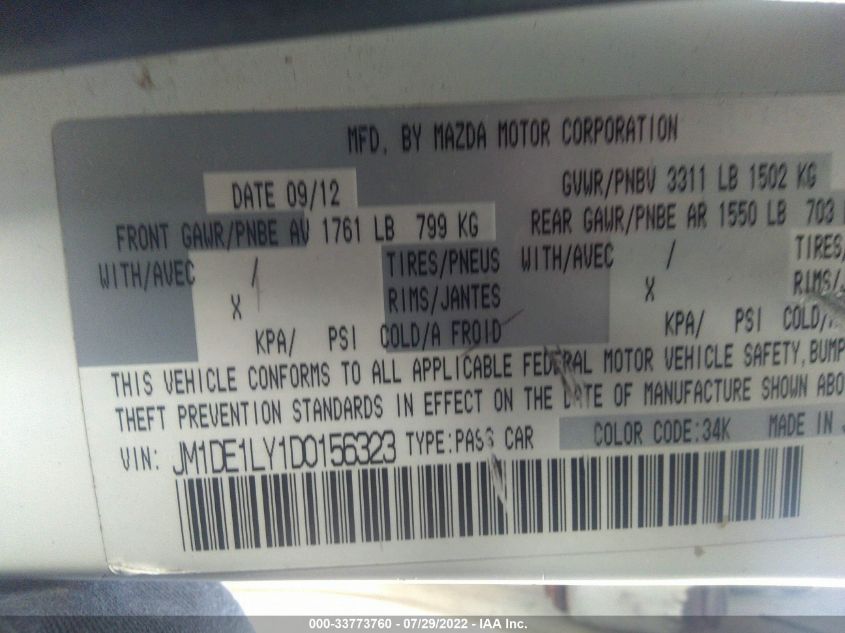 MFD. BY MAZDA MOTOR CORPORATION
DATE 09/12 GVWR/PNBV 3311 LB 1502 KG
FRONT GAWR/PNBE AV 1761 LB 799 KG REAR GAWR/PNBE AR 1550 LB 703
WITH/AVEC / TIRES/PNEUS WITH/AVEC / TIRES/
X RIMS/JANTES X RIMS/
KPA/ PSI COLD/A FROID KPA/ PSI COLD/
THIS VEHICLE CONFORMS TO ALL APPLICABLE FEDERAL MOTOR VEHICLE SAFETY, BUMP
THEFT PREVENTION STANDARDS IN EFFECT ON THE DATE OF MANUFACTURE SHOWN ABO
VIN: JM1DE1LY1D0156323 TYPE:PASS CAR COLOR CODE:34K MADE IN
000-33773760 - 07/29/2022 - IAA Inc.